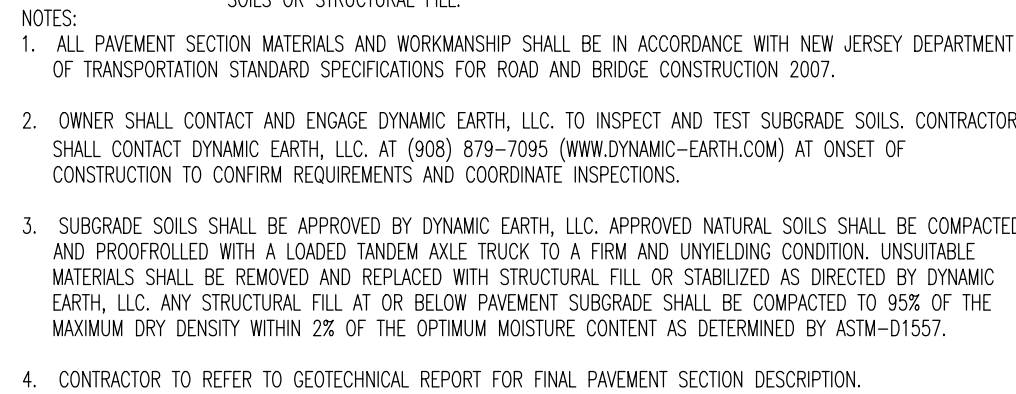 SOILS OR STRUCTURAL FILL.
NOTES:
1. ALL PAVEMENT SECTION MATERIALS AND WORKMANSHIP SHALL BE IN ACCORDANCE WITH NEW JERSEY DEPARTMENT
OF TRANSPORTATION STANDARD SPECIFICATIONS FOR ROAD AND BRIDGE CONSTRUCTION 2007.
2. OWNER SHALL CONTACT AND ENGAGE DYNAMIC EARTH, LLC. TO INSPECT AND TEST SUBGRADE SOILS. CONTRACTOR
SHALL CONTACT DYNAMIC EARTH, LLC. AT (908) 879-7095 (WWW.DYNAMIC-EARTH.COM) AT ONSET OF
CONSTRUCTION TO CONFIRM REQUIREMENTS AND COORDINATE INSPECTIONS.
3. SUBGRADE SOILS SHALL BE APPROVED BY DYNAMIC EARTH, LLC. APPROVED NATURAL SOILS SHALL BE COMPACTED
AND PROOFROLLED WITH A LOADED TANDEM AXLE TRUCK TO A FIRM AND UNYIELDING CONDITION. UNSUITABLE
MATERIALS SHALL BE REMOVED AND REPLACED WITH STRUCTURAL FILL OR STABILIZED AS DIRECTED BY DYNAMIC
EARTH, LLC. ANY STRUCTURAL FILL AT OR BELOW PAVEMENT SUBGRADE SHALL BE COMPACTED TO 95% OF THE
MAXIMUM DRY DENSITY WITHIN 2% OF THE OPTIMUM MOISTURE CONTENT AS DETERMINED BY ASTM-D1557.
4. CONTRACTOR TO REFER TO GEOTECHNICAL REPORT FOR FINAL PAVEMENT SECTION DESCRIPTION.